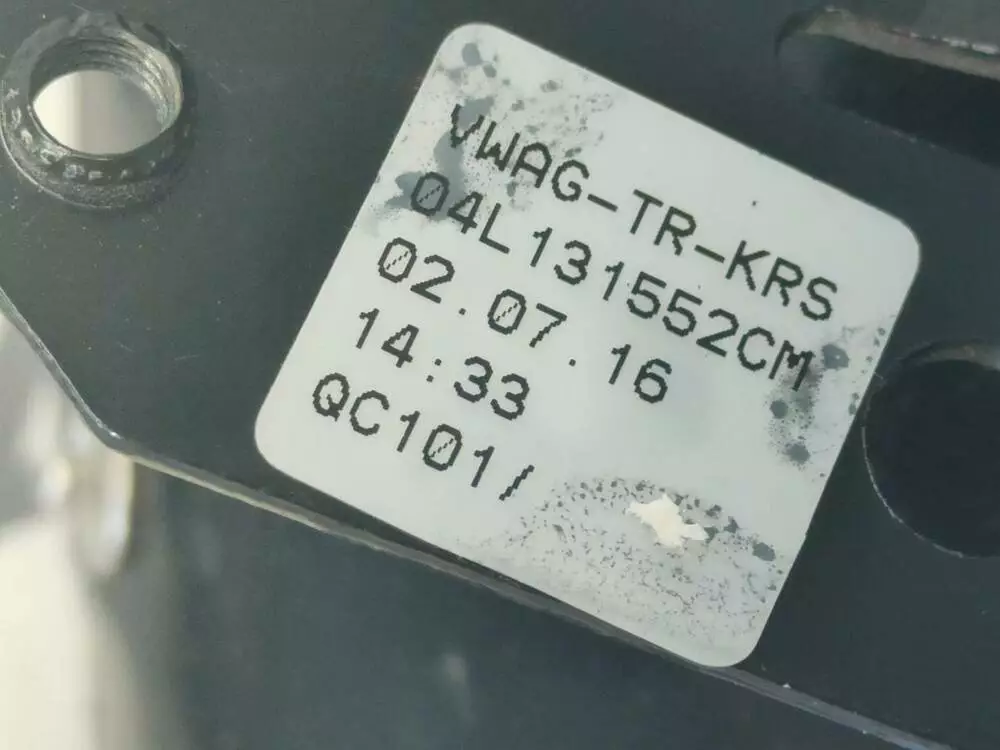 VWAG-TR-KRS
04L131552CM
02.07.16
14:33
QC101/